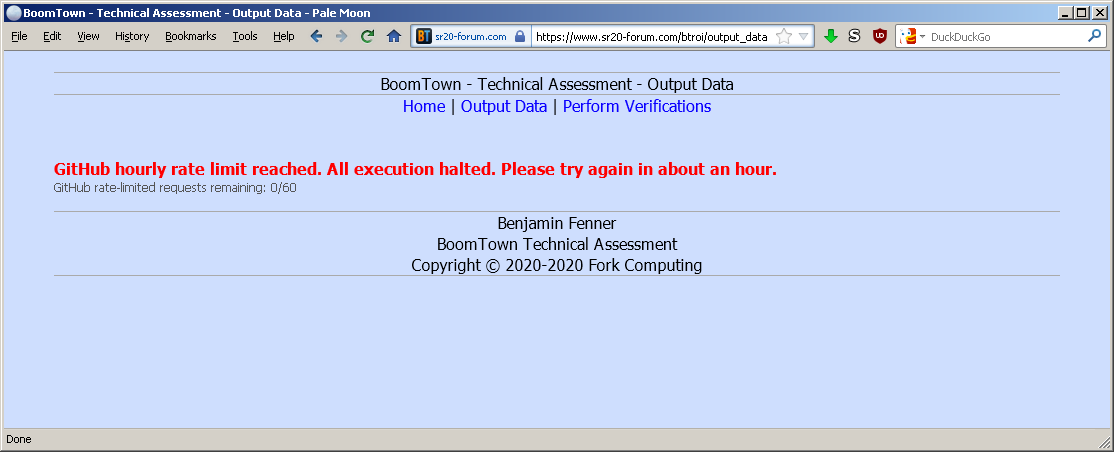 BoomTown - Technical Assessment - Output Data - Pale Moon
File Edit View History Bookmarks Tools Help BT sr20-forum.com https://www.sr20-forum.com/btroi/output_data S UD DuckDuckGo
BoomTown - Technical Assessment - Output Data
Home | Output Data | Perform Verifications
GitHub hourly rate limit reached. All execution halted. Please try again in about an hour.
GitHub rate-limited requests remaining: 0/60
Benjamin Fenner
BoomTown Technical Assessment
Copyright © 2020-2020 Fork Computing
Done